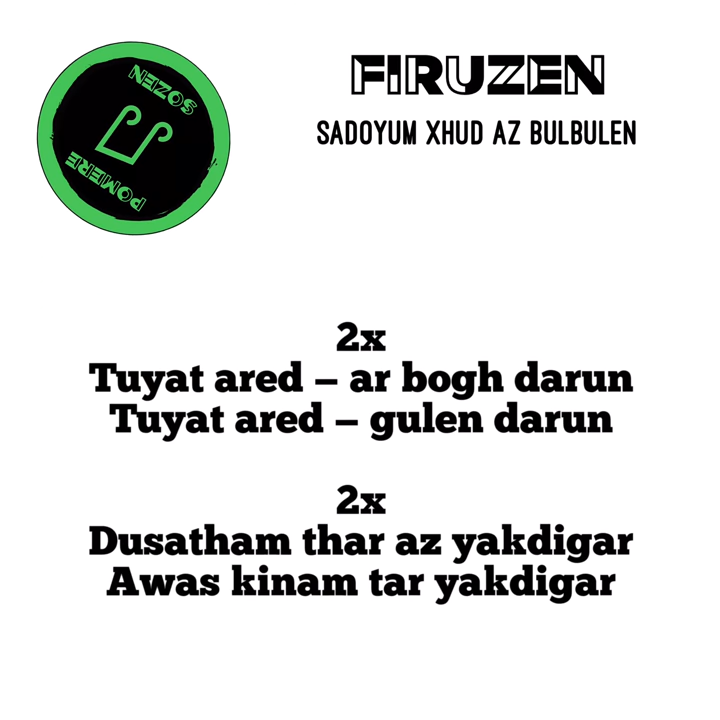 SOZEN
POMERE
FIRUZEN
SADOYUM XHUD AZ BULBULEN
2x
Tuyat ared – ar bogh darun
Tuyat ared – gulen darun
2x
Dusatham thar az yakdigar
Awas kinam tar yakdigar